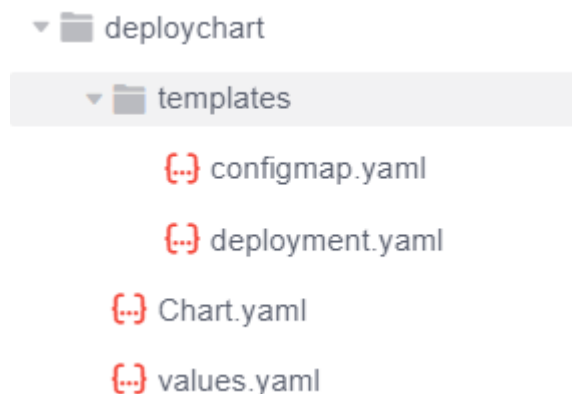 deploychart
templates
configmap.yaml
deployment.yaml
Chart.yaml
values.yaml